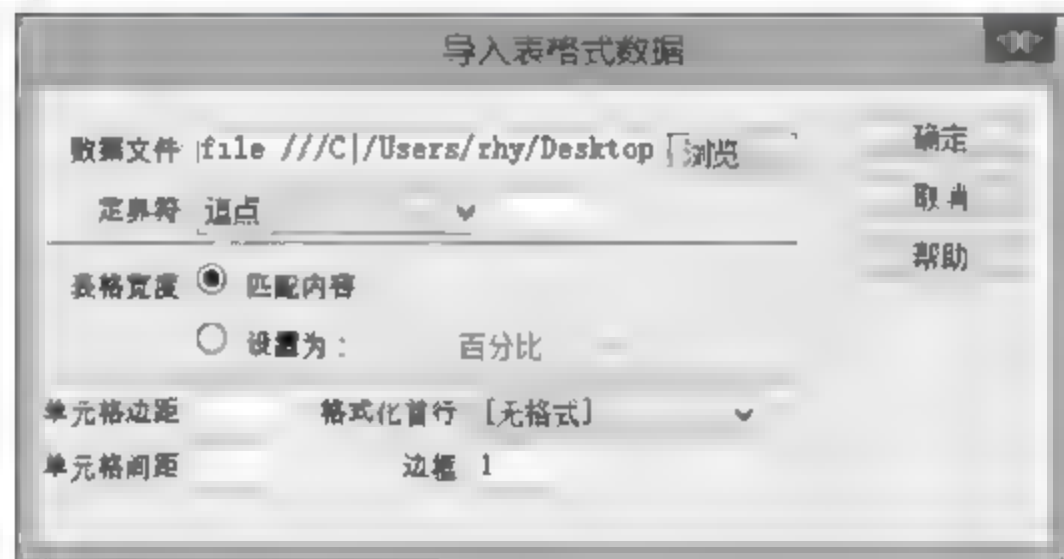 导入表格式数据
数据文件 file ///C|/Users/rhy/Desktop 浏览
确定
定界符 逗点
取消
帮助
表格宽度 匹配内容
设置为: 百分比
单元格边距 格式化首行 [无格式]
单元格间距 边框 1